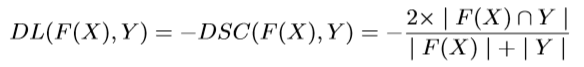 DL(F(X), Y) = −DSC(F(X), Y) = − 2× | F(X) ∩ Y | / | F(X) | + | Y |